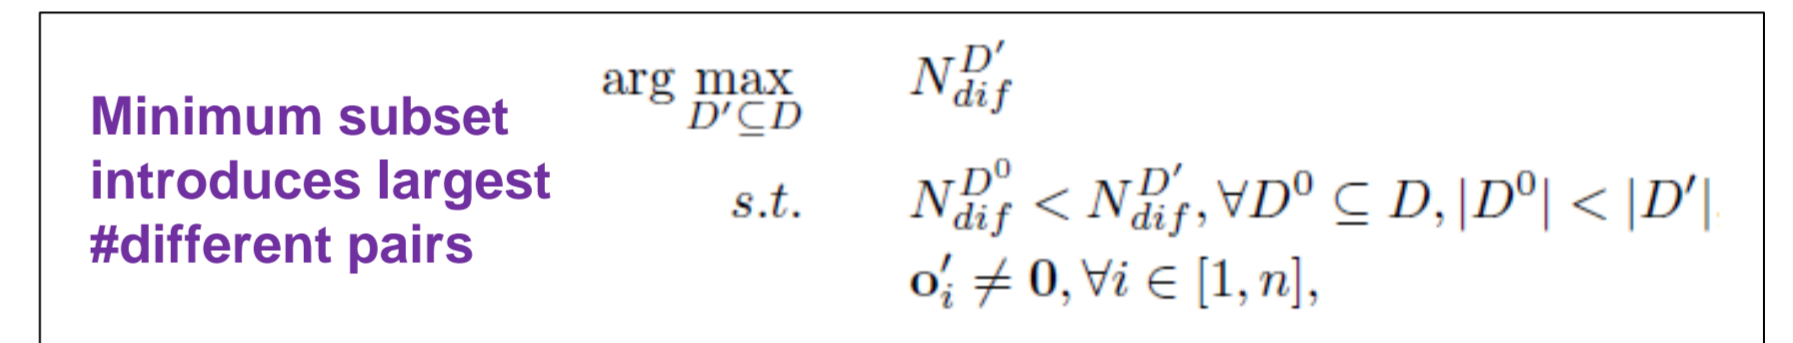 Minimum subset
introduces largest
#different pairs
arg max_{D′⊆D} N_{dif}^{D′}
s.t. N_{dif}^{D^0} < N_{dif}^{D′}, ∀D^0 ⊆ D, |D^0| < |D′|
𝐨′_i ≠ 𝟎, ∀i ∈ [1, n],